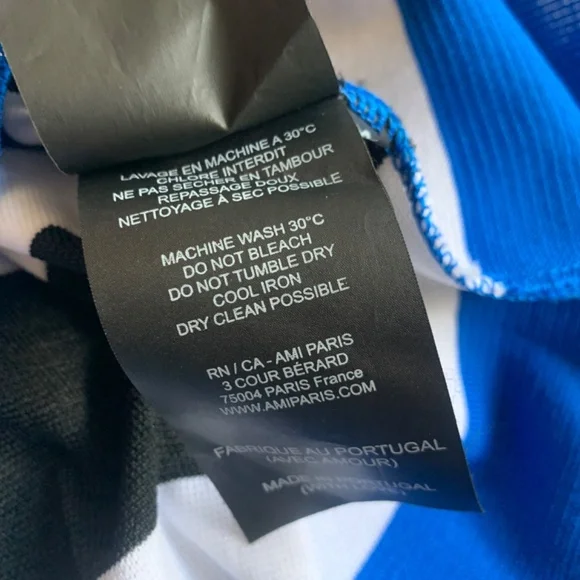 LAVAGE EN MACHINE A 30°C
CHLORE INTERDIT
NE PAS SECHER EN TAMBOUR
REPASSAGE DOUX
NETTOYAGE À SEC POSSIBLE
MACHINE WASH 30°C
DO NOT BLEACH
DO NOT TUMBLE DRY
COOL IRON
DRY CLEAN POSSIBLE
RN / CA - AMI PARIS
3 COUR BÉRARD
75004 PARIS France
WWW.AMIPARIS.COM
FABRIQUE AU PORTUGAL
(AVEC AMOUR)
MADE IN PORTUGAL
(WITH